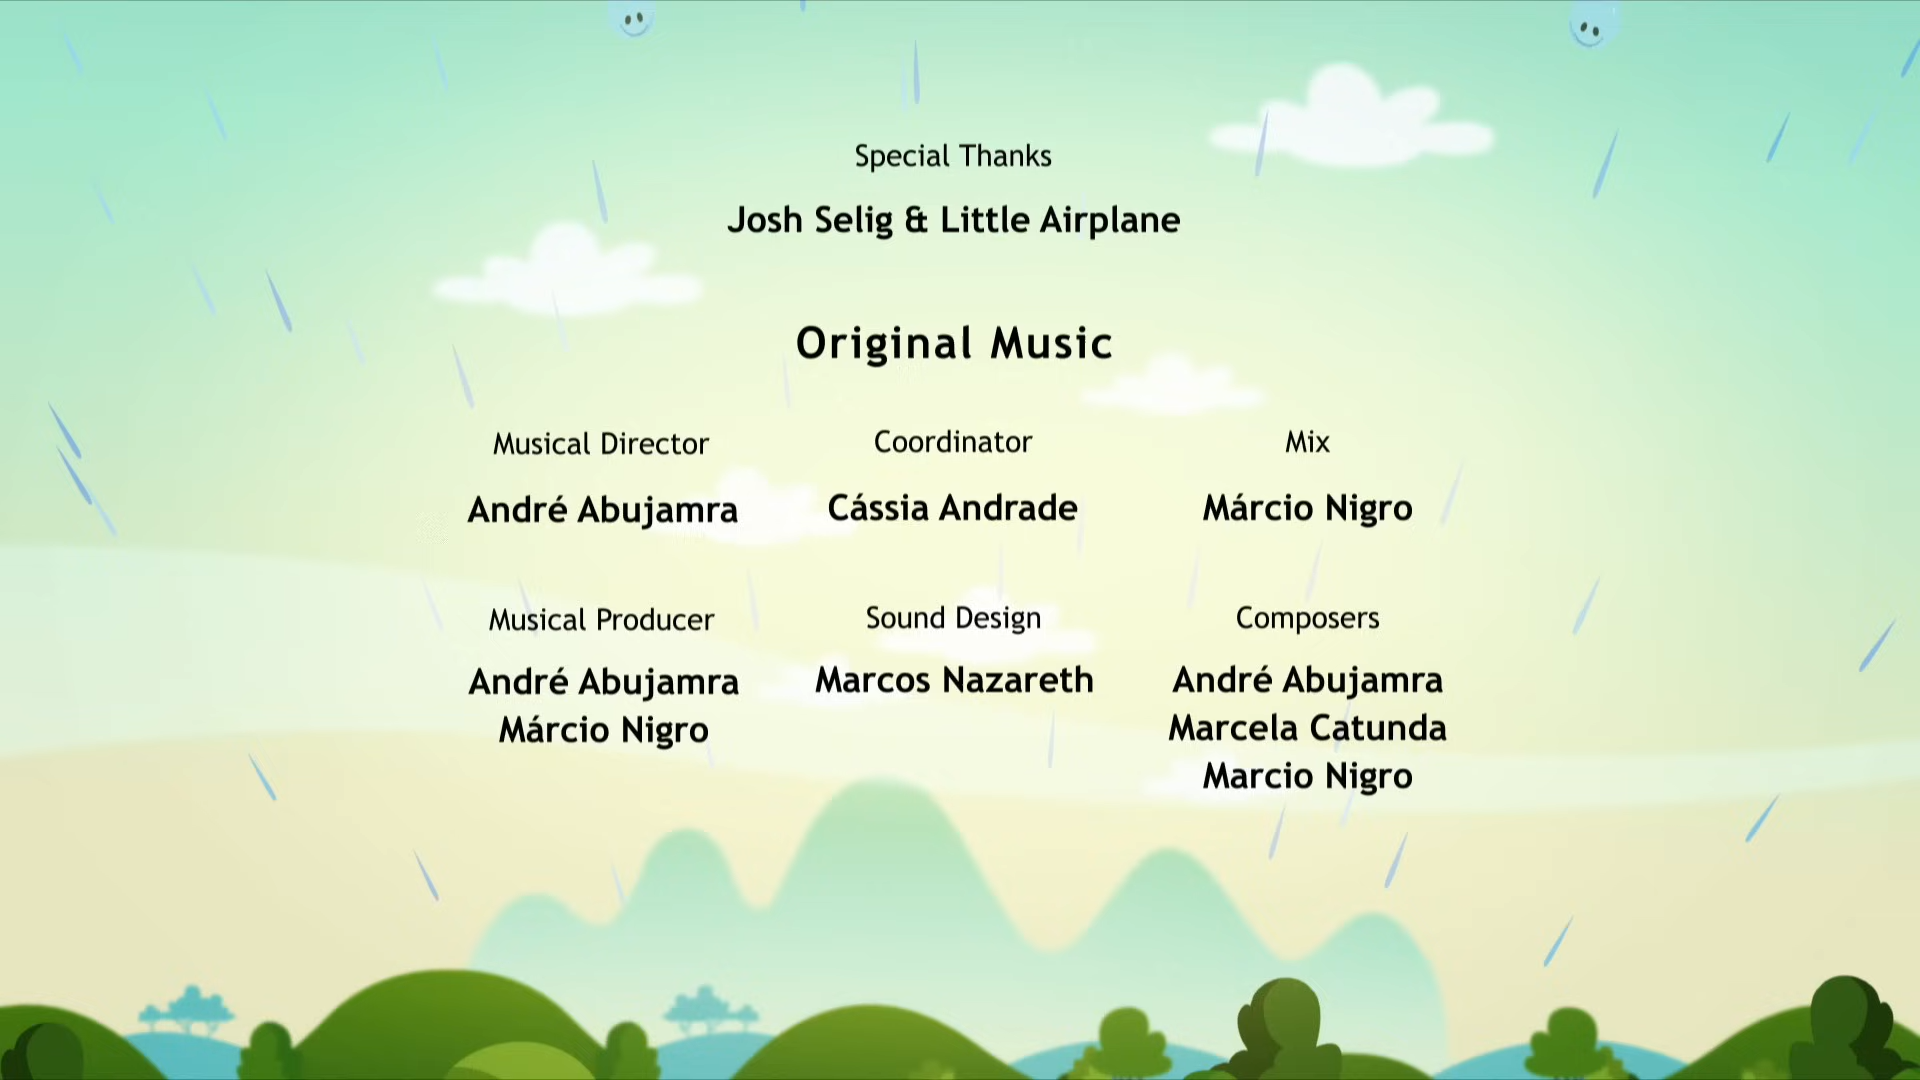 Special Thanks
Josh Selig & Little Airplane
Original Music
Musical Director
André Abujamra
Coordinator
Cássia Andrade
Mix
Márcio Nigro
Musical Producer
André Abujamra
Márcio Nigro
Sound Design
Marcos Nazareth
Composers
André Abujamra
Marcela Catunda
Marcio Nigro